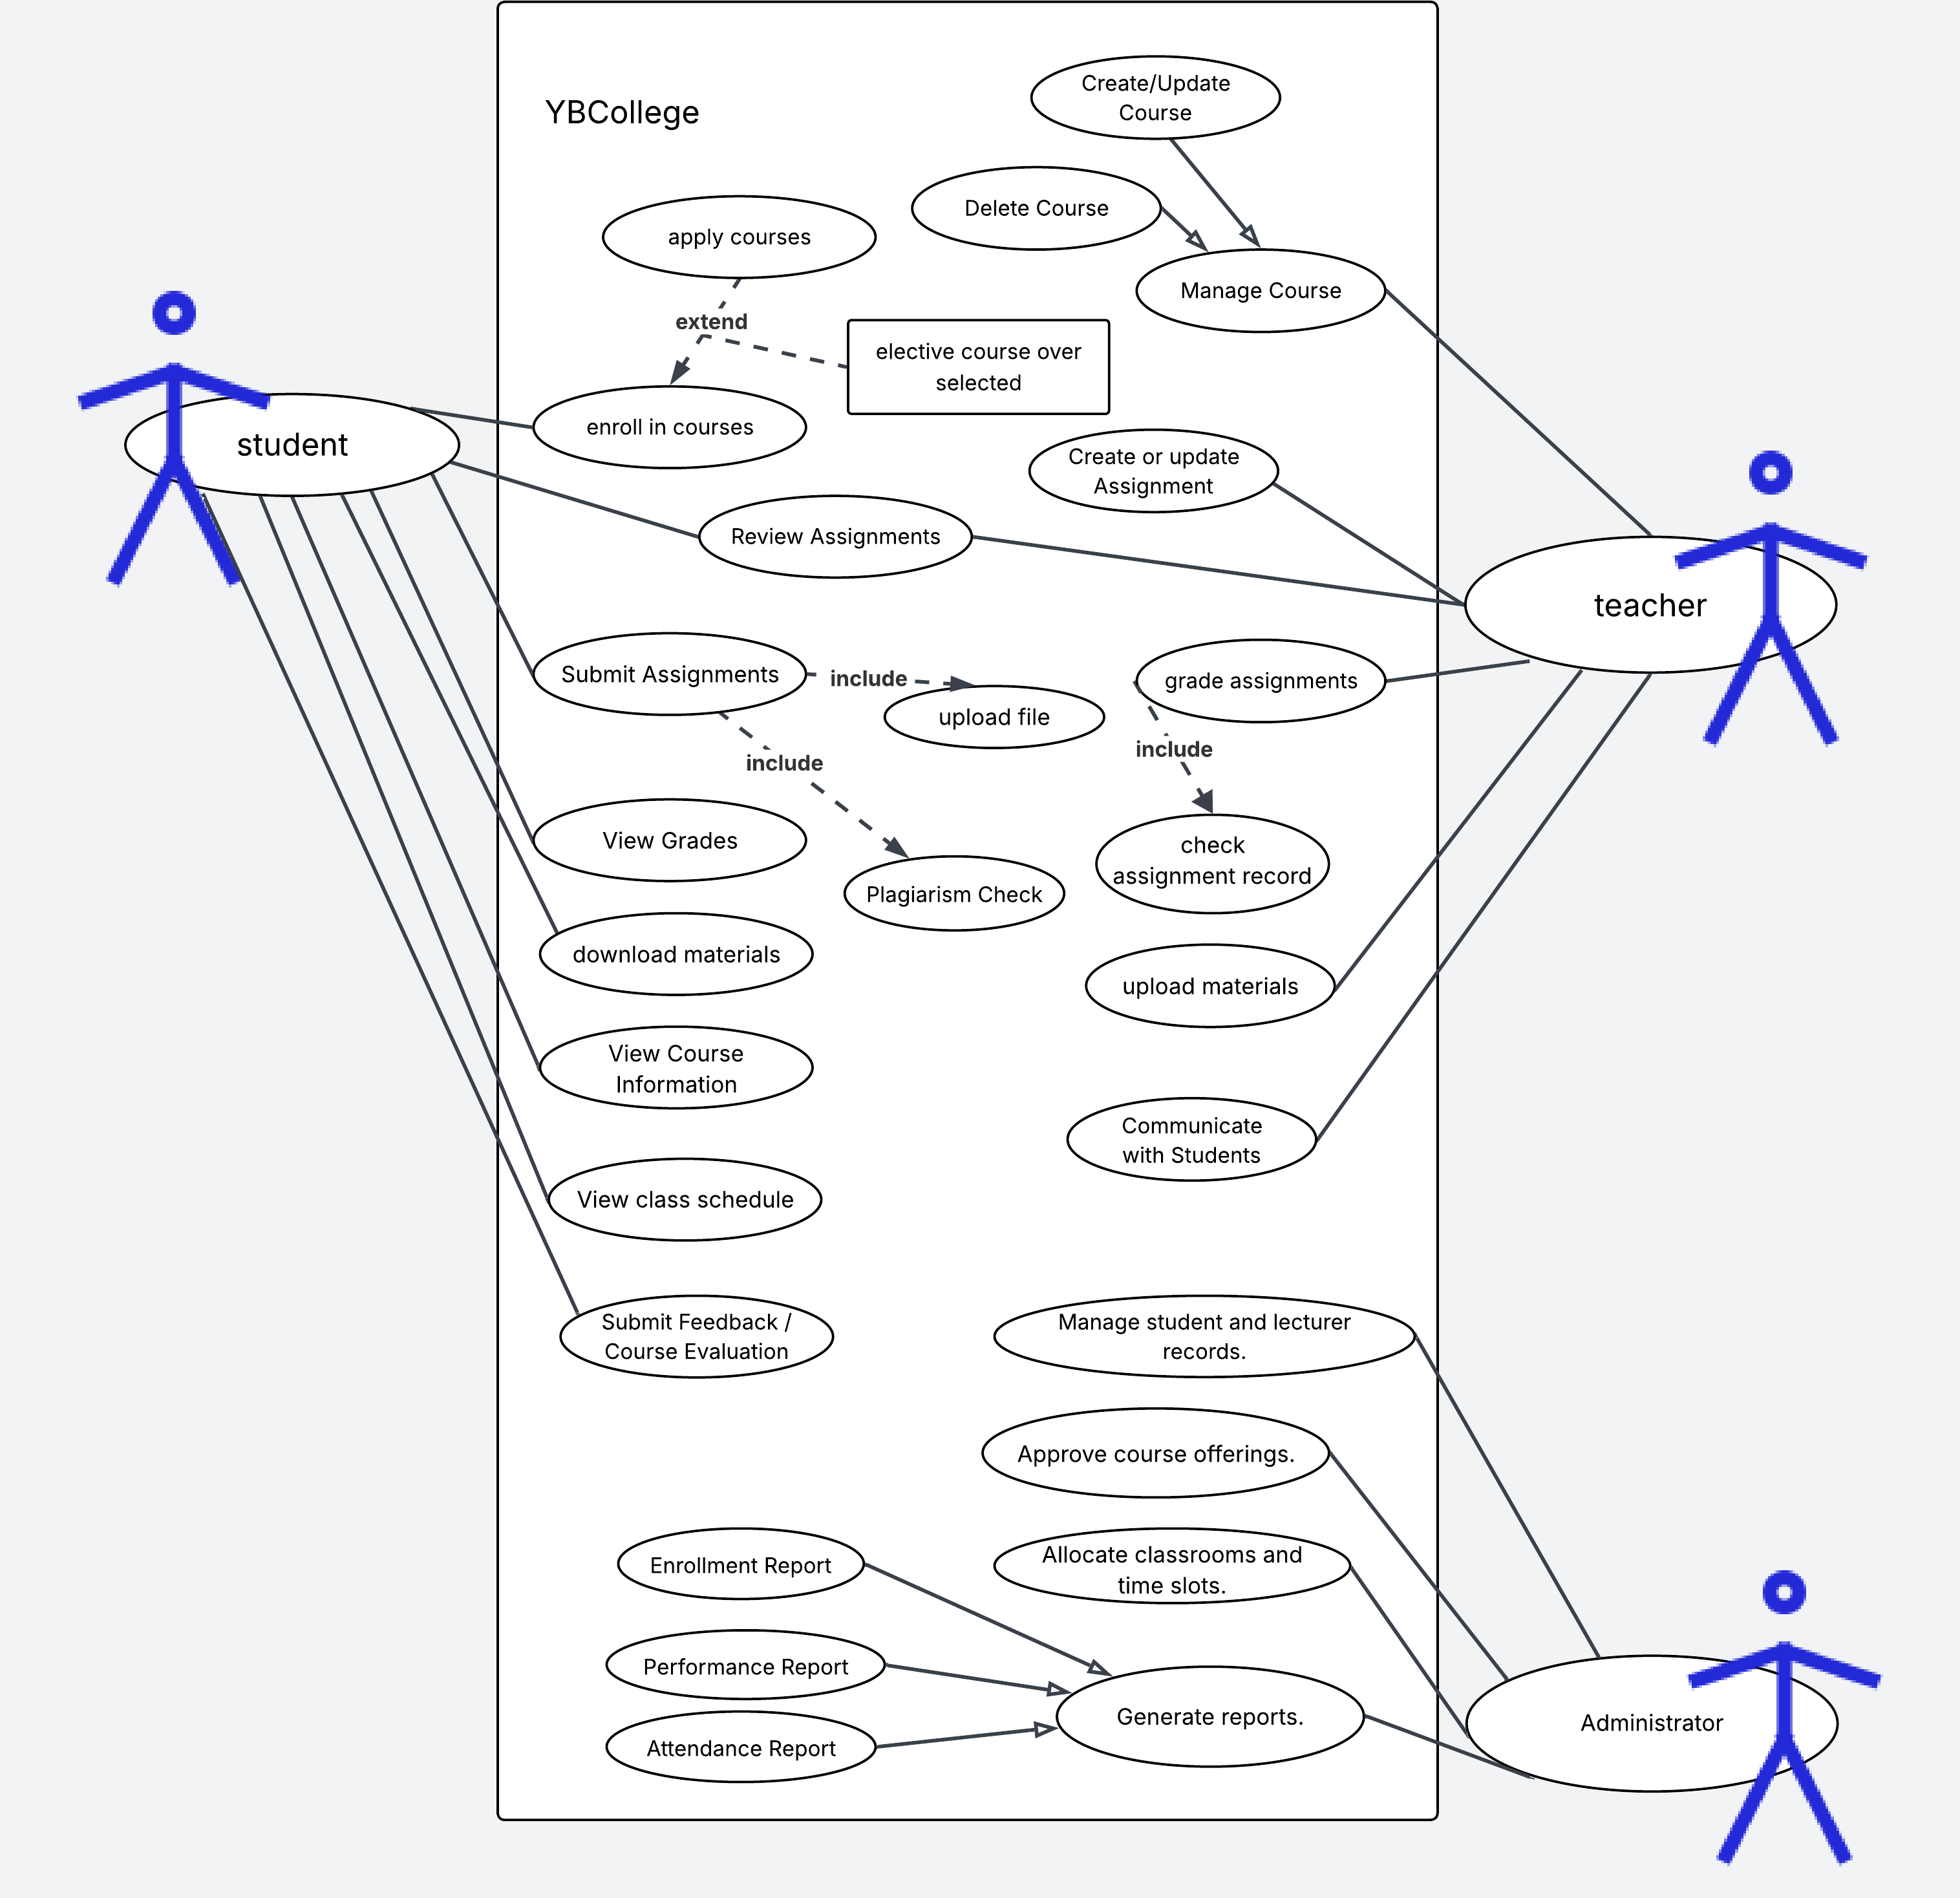 YBCollege
Create/Update
Course
Delete Course
apply courses
Manage Course
extend
elective course over
selected
enroll in courses
student
Create or update
Assignment
Review Assignments
teacher
Submit Assignments
include
upload file
grade assignments
include
include
View Grades
check
assignment record
Plagiarism Check
download materials
upload materials
View Course
Information
Communicate
with Students
View class schedule
Submit Feedback /
Course Evaluation
Manage student and lecturer
records.
Approve course offerings.
Enrollment Report
Allocate classrooms and
time slots.
Performance Report
Generate reports.
Administrator
Attendance Report